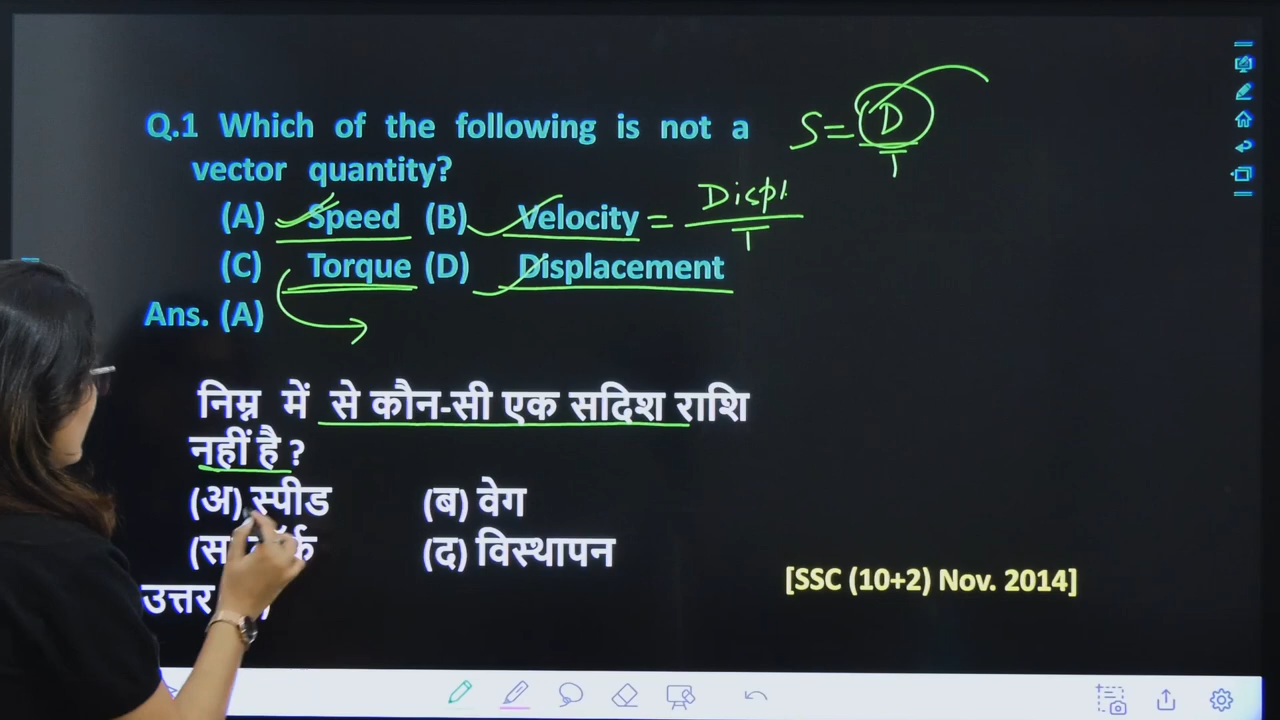 Q.1 Which of the following is not a
vector quantity?
(A) Speed (B) Velocity = Displ. / T
(C) Torque (D) Displacement
Ans. (A)
S = D / T
निम्न में से कौन-सी एक सदिश राशि
नहीं है ?
(अ) स्पीड (ब) वेग
(द) विस्थापन
उत्तर
[SSC (10+2) Nov. 2014]